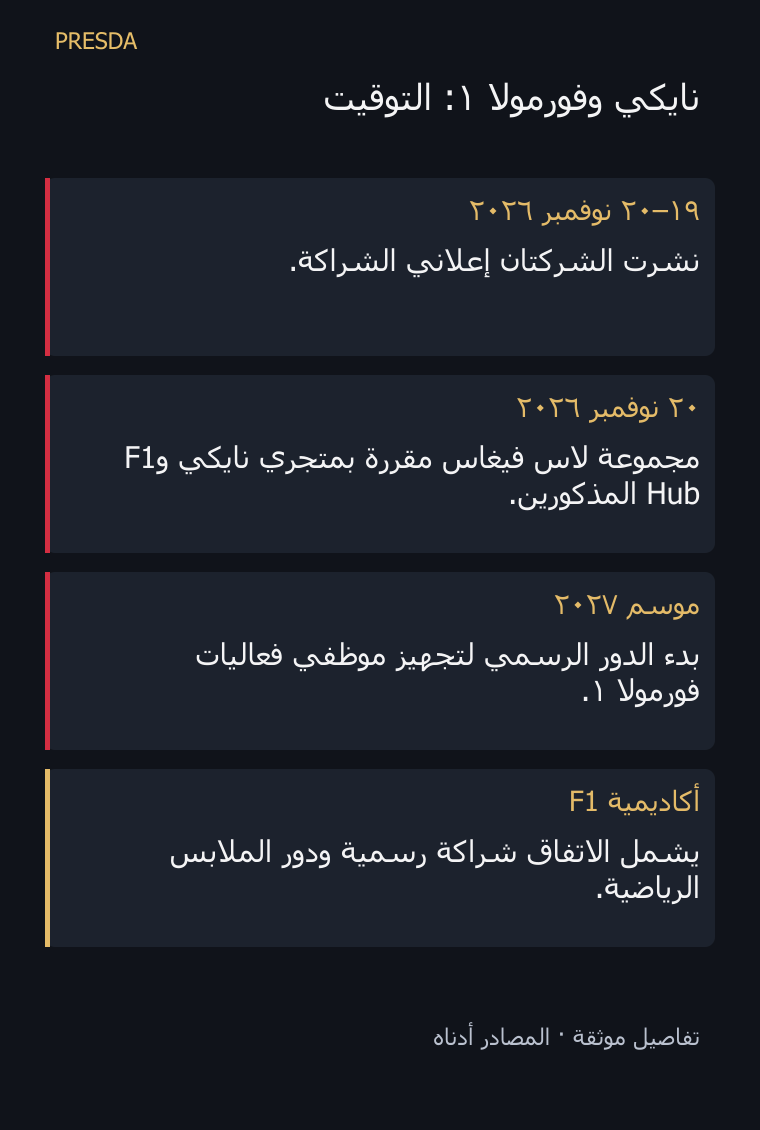 PRESDA
نايكي وفورمولا ١: التوقيت
١٩–٢٠ نوفمبر ٢٠٢٦
نشرت الشركتان إعلاني الشراكة.
٢٠ نوفمبر ٢٠٢٦
مجموعة لاس فيغاس مقررة بمتجري نايكي وF1
Hub المذكورين.
موسم ٢٠٢٧
بدء الدور الرسمي لتجهيز موظفي فعاليات
فورمولا ١.
أكاديمية F1
يشمل الاتفاق شراكة رسمية ودور الملابس
الرياضية.
تفاصيل موثقة · المصادر أدناه